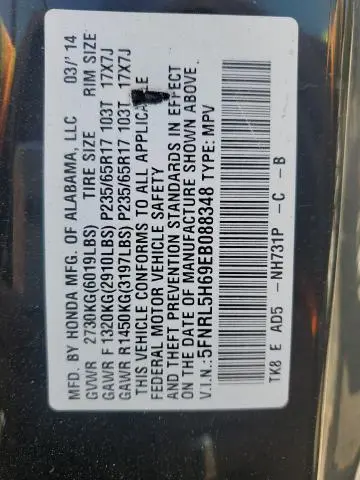 MFD. BY HONDA MFG. OF ALABAMA, LLC 03/'14
GVWR 2730KG(6019LBS) TIRE SIZE RIM SIZE
GAWR F 1320KG(2910LBS) P235/65R17 103T 17X7J
GAWR R 1450KG(3197LBS) P235/65R17 103T 17X7J
THIS VEHICLE CONFORMS TO ALL APPLICABLE
FEDERAL MOTOR VEHICLE SAFETY
AND THEFT PREVENTION STANDARDS IN EFFECT
ON THE DATE OF MANUFACTURE SHOWN ABOVE.
V.I.N.:5FNRL5H69EB088348 TYPE: MPV
TK8 E AD5 -NH731P -C -B